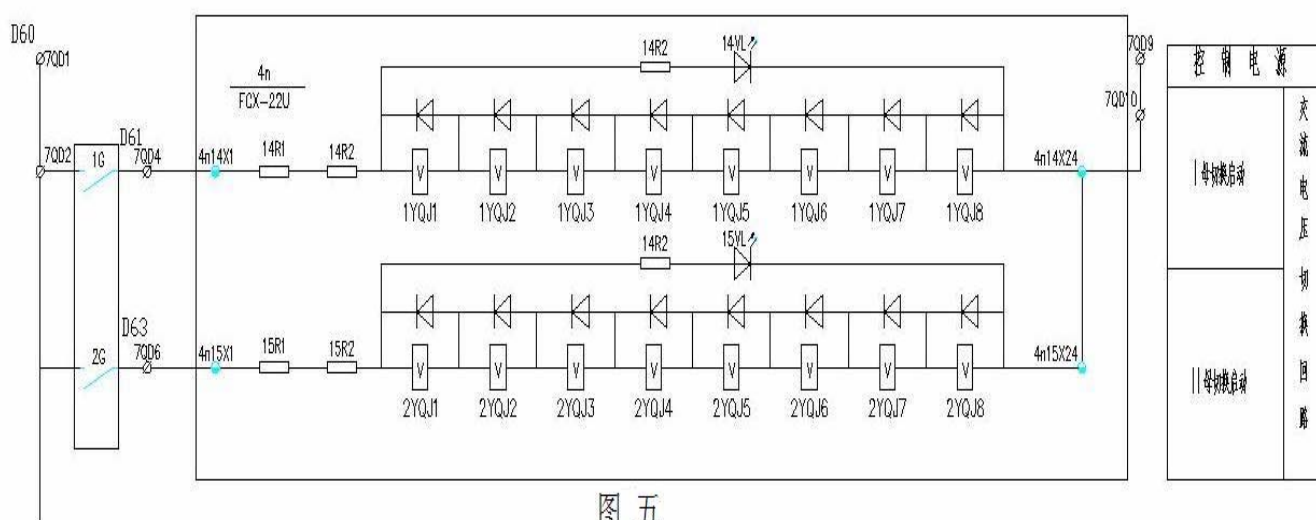 D60
7QD1
7QD2
1G
D61
7QD4
4n
FCX-22U
4n14X1
14R1
14R2
14R2
14VL
1YQJ1
1YQJ2
1YQJ3
1YQJ4
1YQJ5
1YQJ6
1YQJ7
1YQJ8
4n14X24
7QD9
7QD10
2G
D63
7QD6
4n15X1
15R1
15R2
14R2
15VL
2YQJ1
2YQJ2
2YQJ3
2YQJ4
2YQJ5
2YQJ6
2YQJ7
2YQJ8
4n15X24
V V V V V V V V
V V V V V V V V
控制电源
I母切换启动
II母切换启动
交流电压切换回路
图五